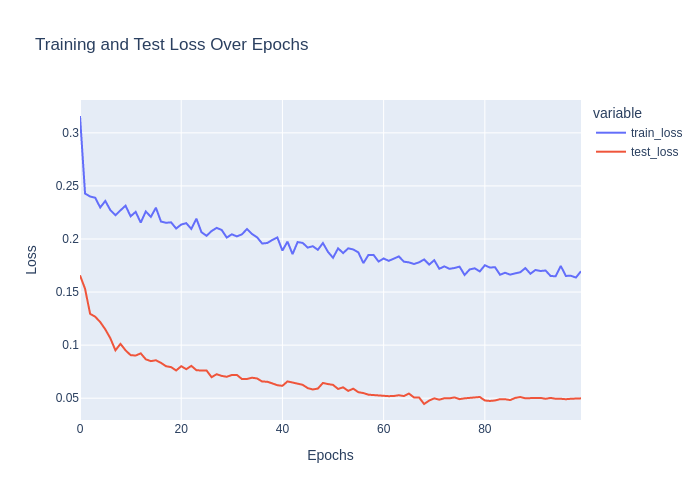 Training and Test Loss Over Epochs
variable
train_loss
test_loss
0.3
0.25
0.2
0.15
0.1
0.05
Loss
0 20 40 60 80
Epochs